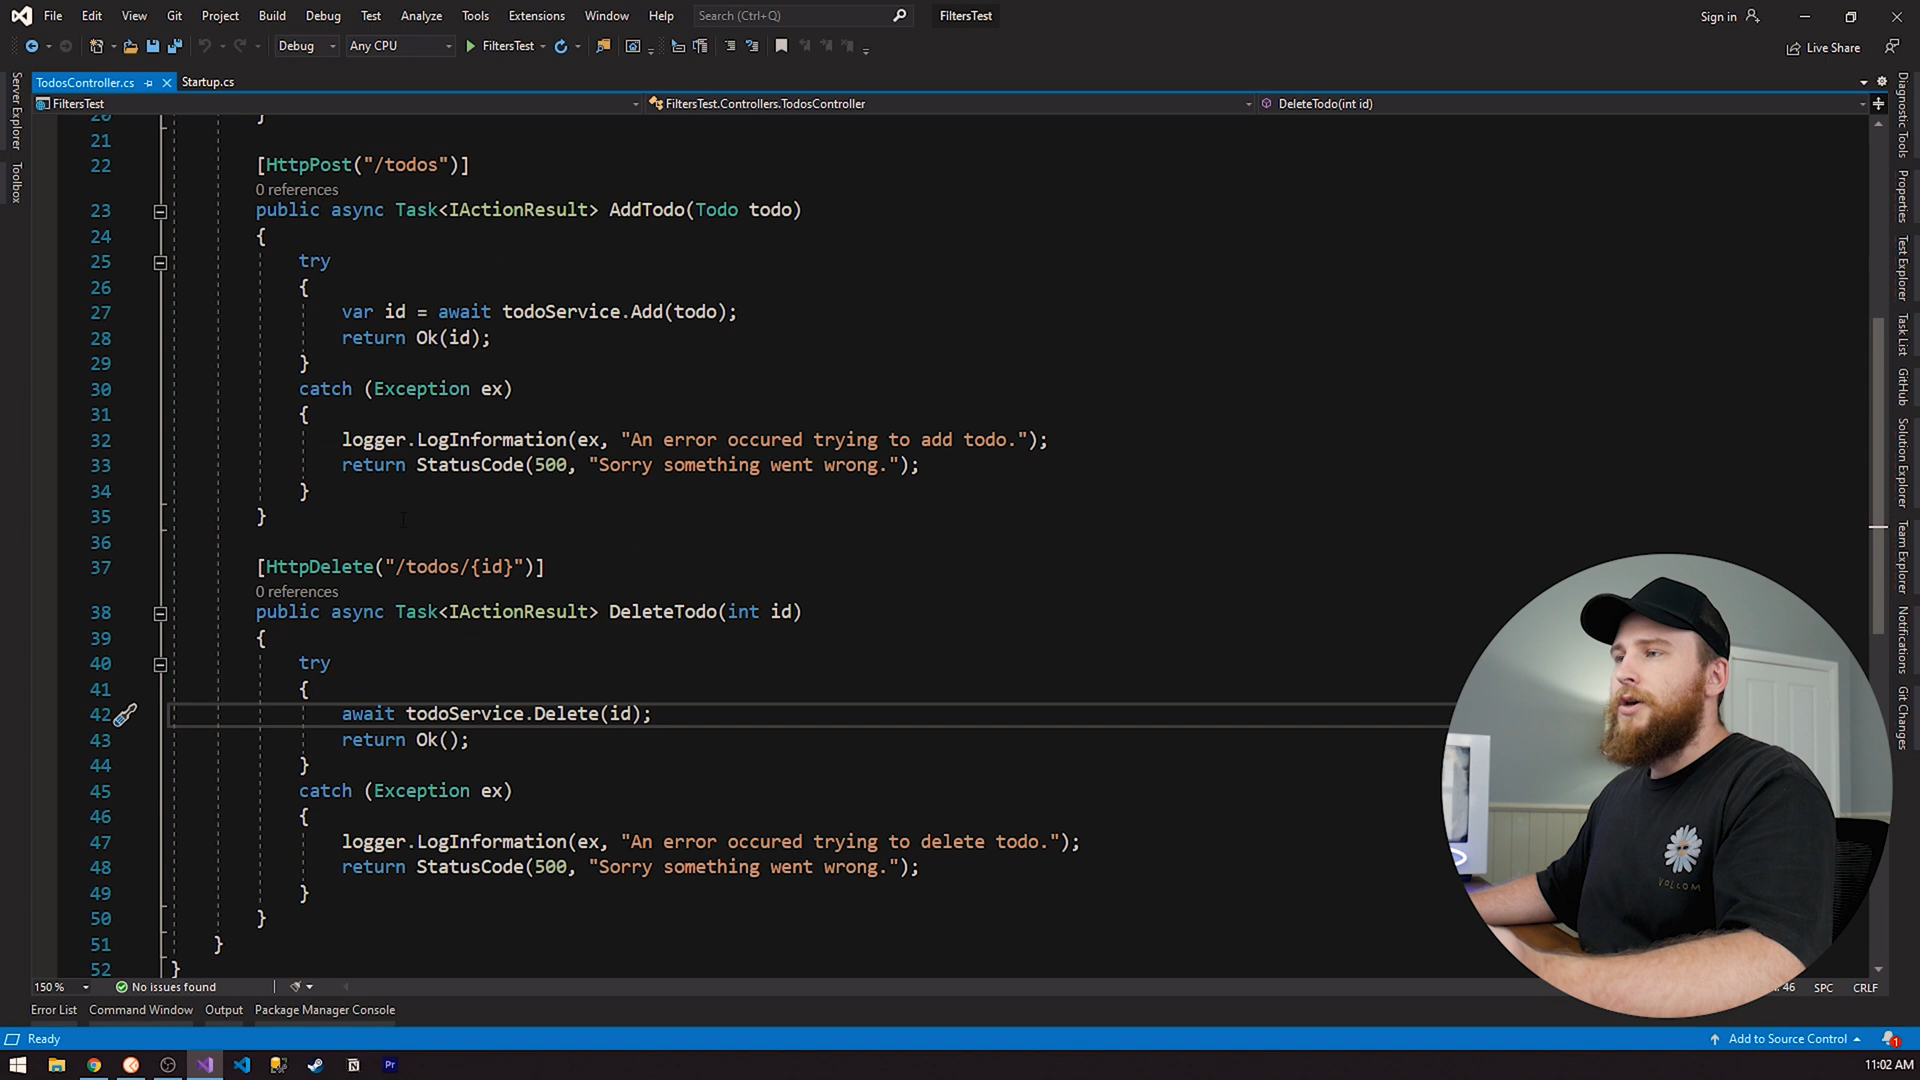 File Edit View Git Project Build Debug Test Analyze Tools Extensions Window Help Search (Ctrl+Q) FiltersTest Sign in
Debug Any CPU FiltersTest Live Share
TodosController.cs Startup.cs
FiltersTest FiltersTest.Controllers.TodosController DeleteTodo(int id)
Server Explorer
Toolbox
20 }
21
22 [HttpPost("/todos")]
0 references
23 public async Task<IActionResult> AddTodo(Todo todo)
24 {
25 try
26 {
27 var id = await todoService.Add(todo);
28 return Ok(id);
29 }
30 catch (Exception ex)
31 {
32 logger.LogInformation(ex, "An error occured trying to add todo.");
33 return StatusCode(500, "Sorry something went wrong.");
34 }
35 }
36
37 [HttpDelete("/todos/{id}")]
0 references
38 public async Task<IActionResult> DeleteTodo(int id)
39 {
40 try
41 {
42 await todoService.Delete(id);
43 return Ok();
44 }
45 catch (Exception ex)
46 {
47 logger.LogInformation(ex, "An error occured trying to delete todo.");
48 return StatusCode(500, "Sorry something went wrong.");
49 }
50 }
51 }
52 }
Diagnostic Tools
Properties
Test Explorer
Task List
GitHub
Solution Explorer
Team Explorer
Notifications
Git Changes
VOLCOM
150 % No issues found 46 SPC CRLF
Error List Command Window Output Package Manager Console
Ready Add to Source Control 1
N Pr 11:02 AM